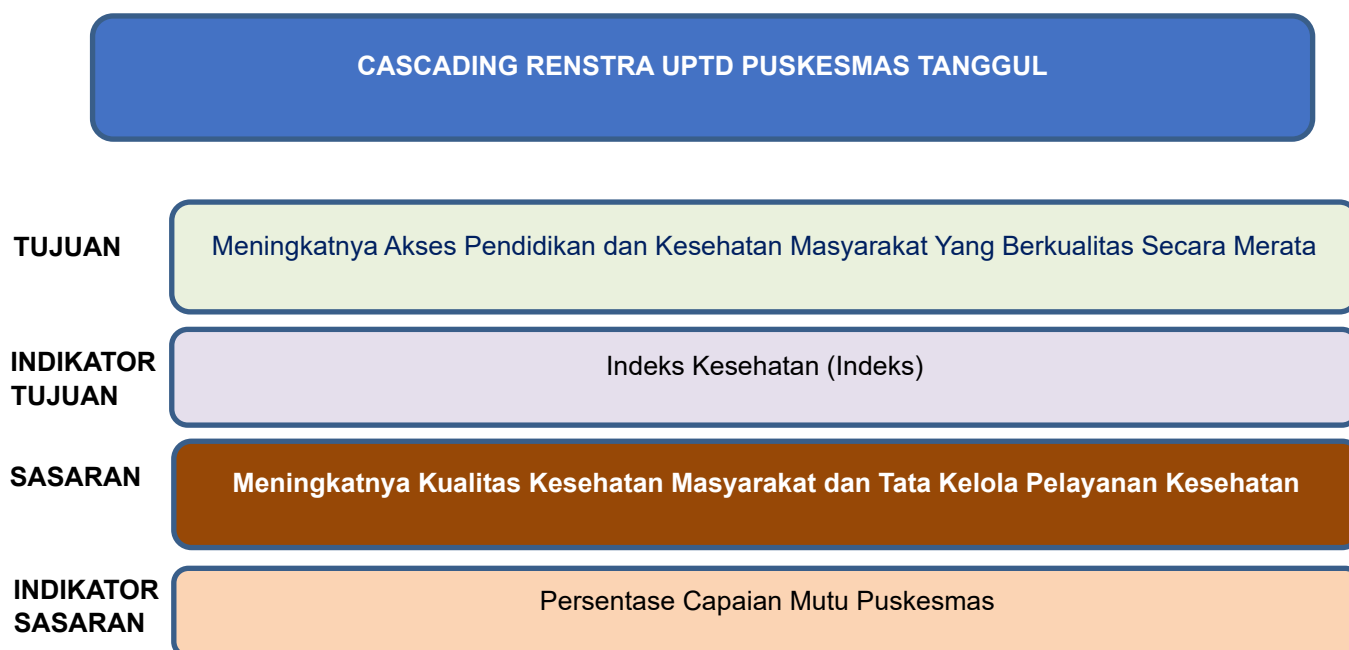 CASCADING RENSTRA UPTD PUSKESMAS TANGGUL
TUJUAN
Meningkatnya Akses Pendidikan dan Kesehatan Masyarakat Yang Berkualitas Secara Merata
INDIKATOR
TUJUAN
Indeks Kesehatan (Indeks)
SASARAN
Meningkatnya Kualitas Kesehatan Masyarakat dan Tata Kelola Pelayanan Kesehatan
INDIKATOR
SASARAN
Persentase Capaian Mutu Puskesmas